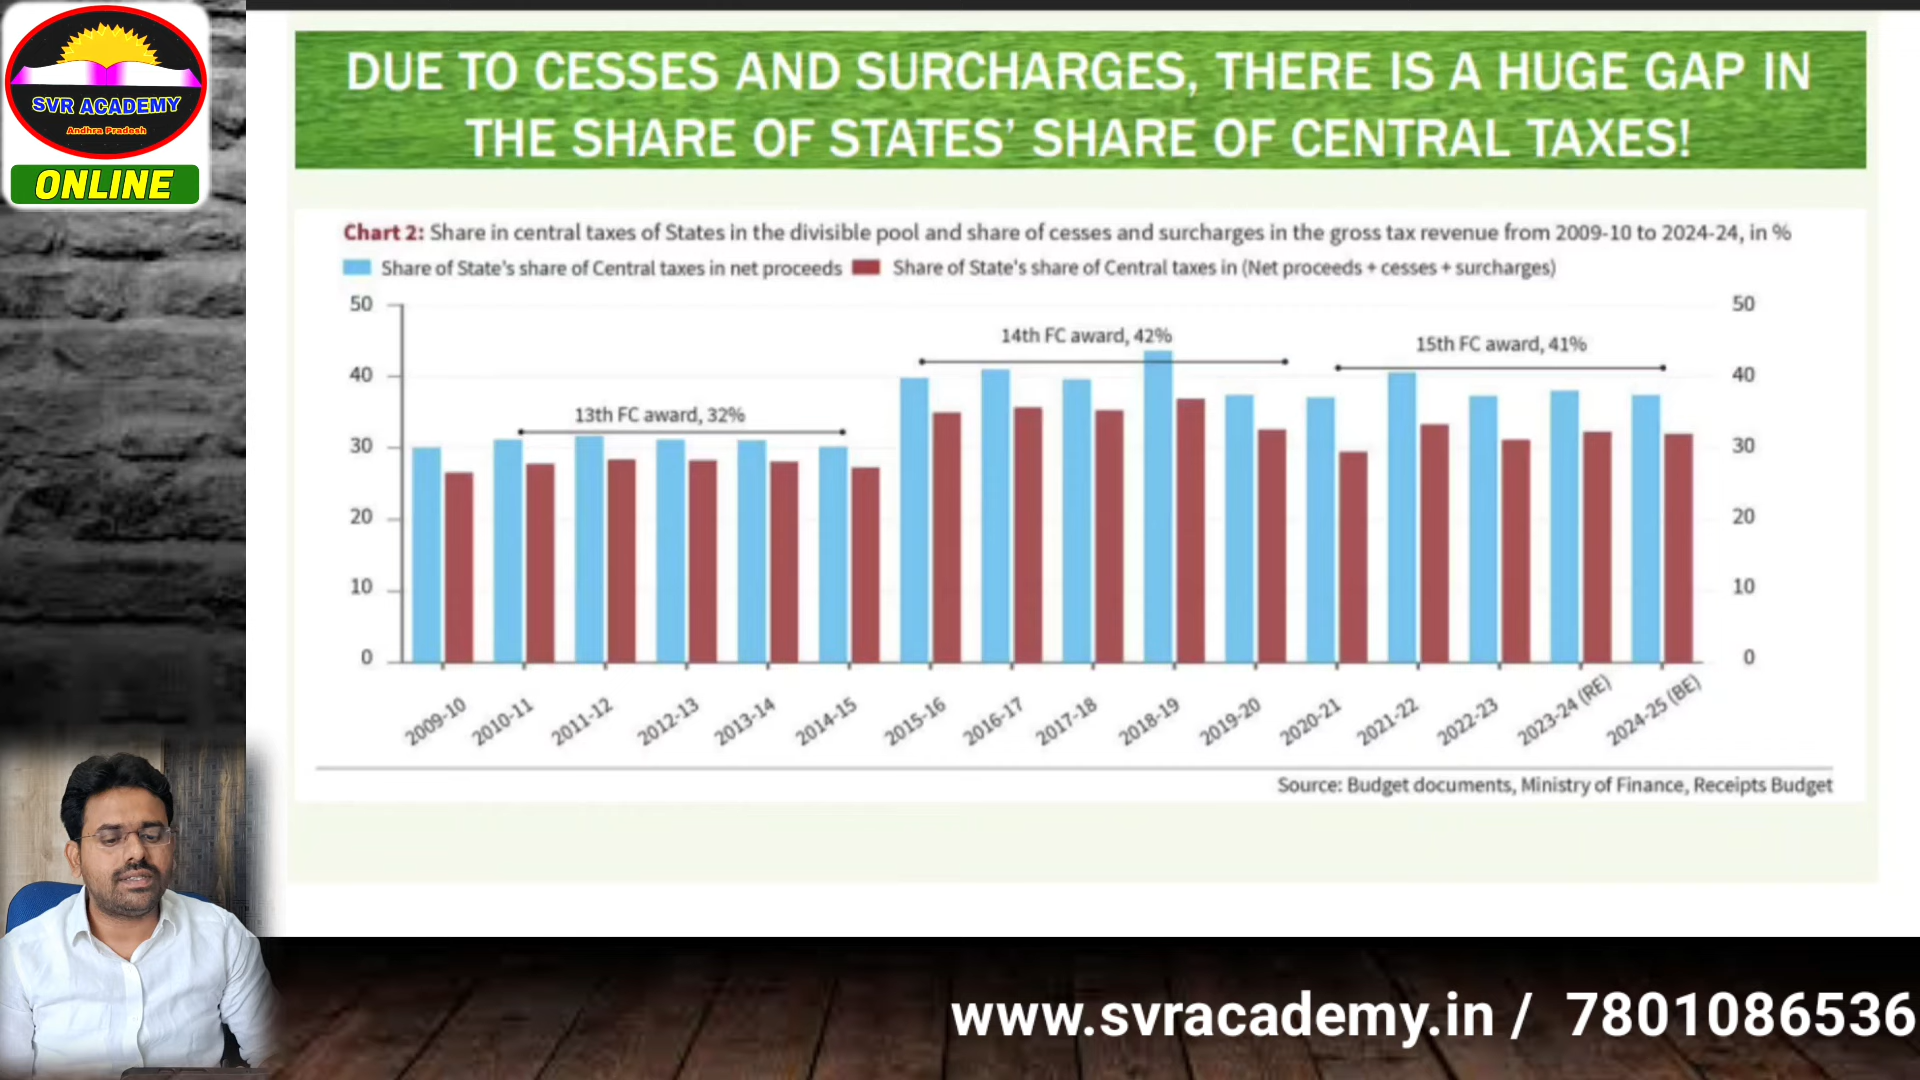 SVR ACADEMY
Andhra Pradesh
ONLINE
DUE TO CESSES AND SURCHARGES, THERE IS A HUGE GAP IN
THE SHARE OF STATES’ SHARE OF CENTRAL TAXES!
Chart 2: Share in central taxes of States in the divisible pool and share of cesses and surcharges in the gross tax revenue from 2009-10 to 2024-24, in %
Share of State's share of Central taxes in net proceeds Share of State's share of Central taxes in (Net proceeds + cesses + surcharges)
50 50
14th FC award, 42%
15th FC award, 41%
40 40
13th FC award, 32%
30 30
20 20
10 10
0 0
2009-10 2010-11 2011-12 2012-13 2013-14 2014-15 2015-16 2016-17 2017-18 2018-19 2019-20 2020-21 2021-22 2022-23 2023-24 (RE) 2024-25 (BE)
Source: Budget documents, Ministry of Finance, Receipts Budget
www.svracademy.in / 7801086536